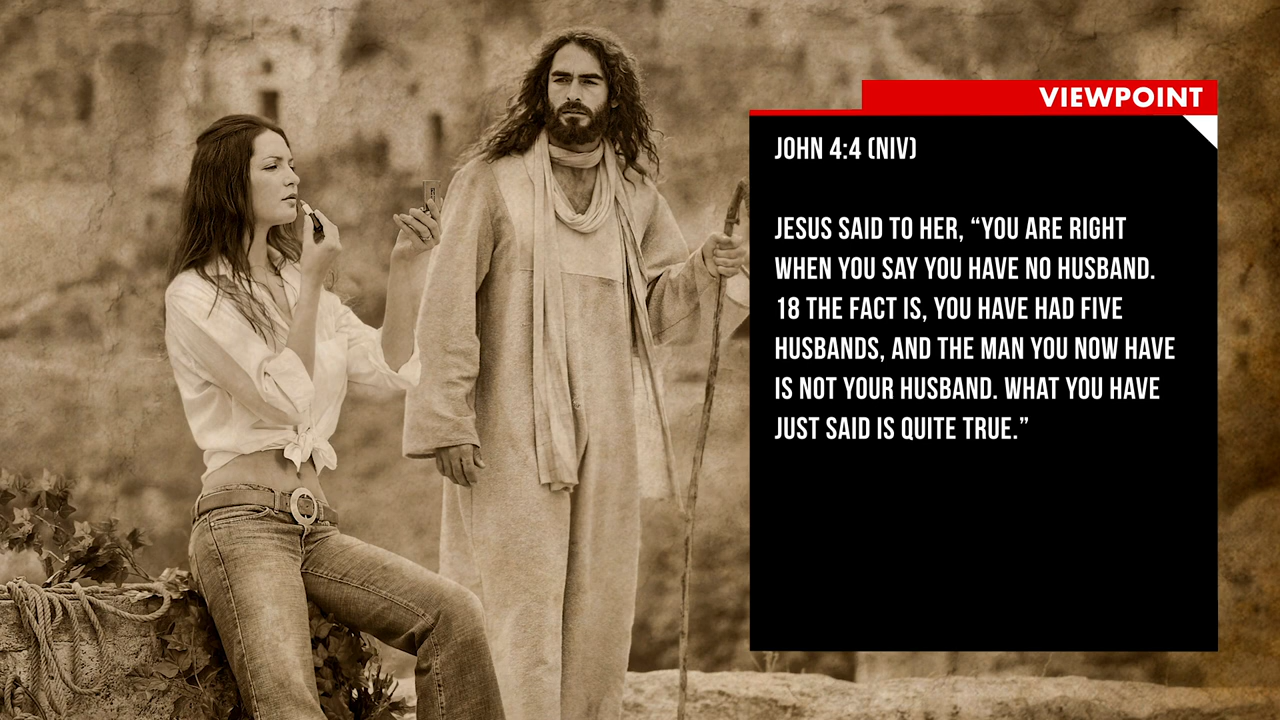 VIEWPOINT
JOHN 4:4 (NIV)
JESUS SAID TO HER, “YOU ARE RIGHT
WHEN YOU SAY YOU HAVE NO HUSBAND.
18 THE FACT IS, YOU HAVE HAD FIVE
HUSBANDS, AND THE MAN YOU NOW HAVE
IS NOT YOUR HUSBAND. WHAT YOU HAVE
JUST SAID IS QUITE TRUE.”